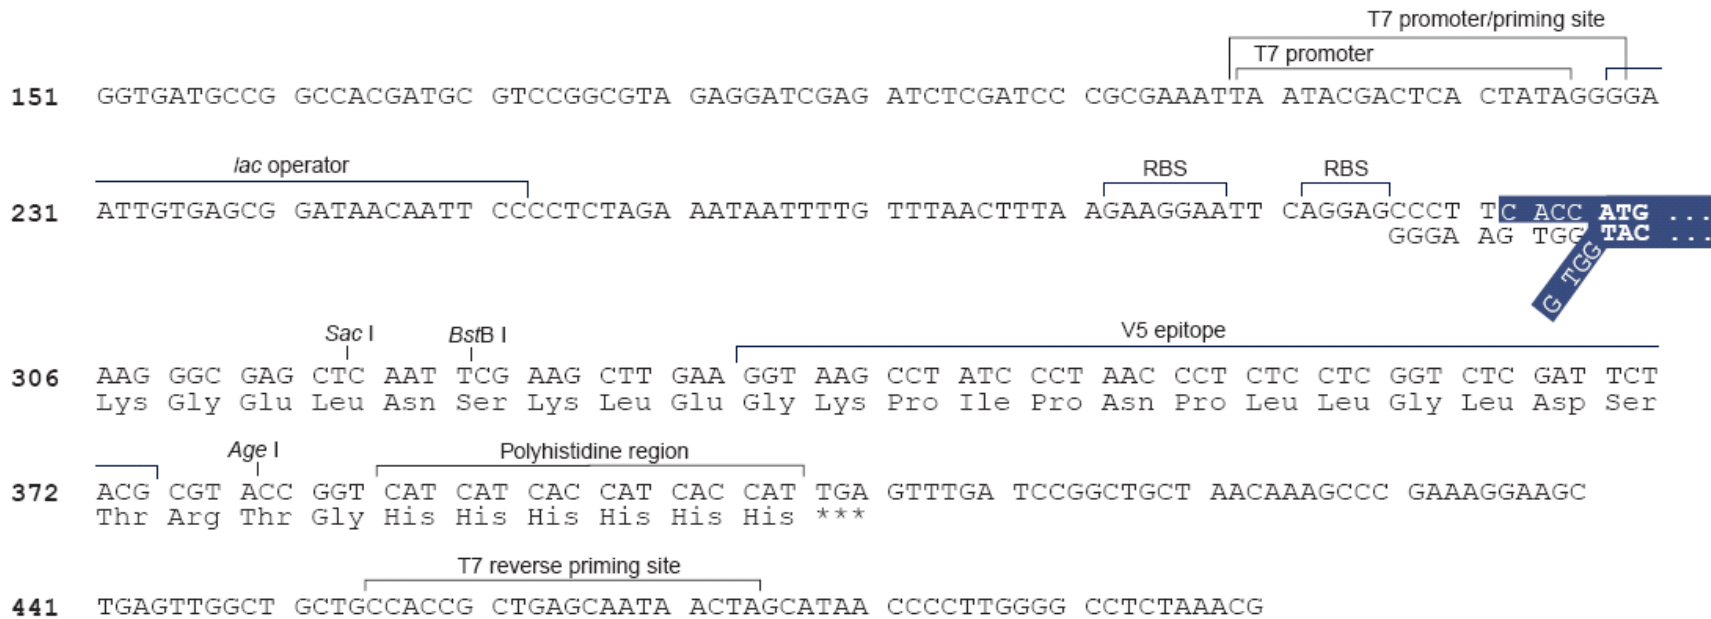 T7 promoter/priming site
T7 promoter
151 GGTGATGCCG GCCACGATGC GTCCGGCGTA GAGGATCGAG ATCTCGATCC CGCGAAATTA ATACGACTCA CTATAGGGGA
lac operator RBS RBS
231 ATTGTGAGCG GATAACAATT CCCCTCTAGA AATAATTTTG TTTAACTTTA AGAAGGAATT CAGGAGCCCT TC ACC ATG ...
GGGA AG TGG TAC ...
G TGG
Sac I BstB I V5 epitope
306 AAG GGC GAG CTC AAT TCG AAG CTT GAA GGT AAG CCT ATC CCT AAC CCT CTC CTC GGT CTC GAT TCT
Lys Gly Glu Leu Asn Ser Lys Leu Glu Gly Lys Pro Ile Pro Asn Pro Leu Leu Gly Leu Asp Ser
Age I Polyhistidine region
372 ACG CGT ACC GGT CAT CAT CAC CAT CAC CAT TGA GTTTGA TCCGGCTGCT AACAAAGCCC GAAAGGAAGC
Thr Arg Thr Gly His His His His His His ***
T7 reverse priming site
441 TGAGTTGGCT GCTGCCACCG CTGAGCAATA ACTAGCATAA CCCCTTGGGG CCTCTAAACG